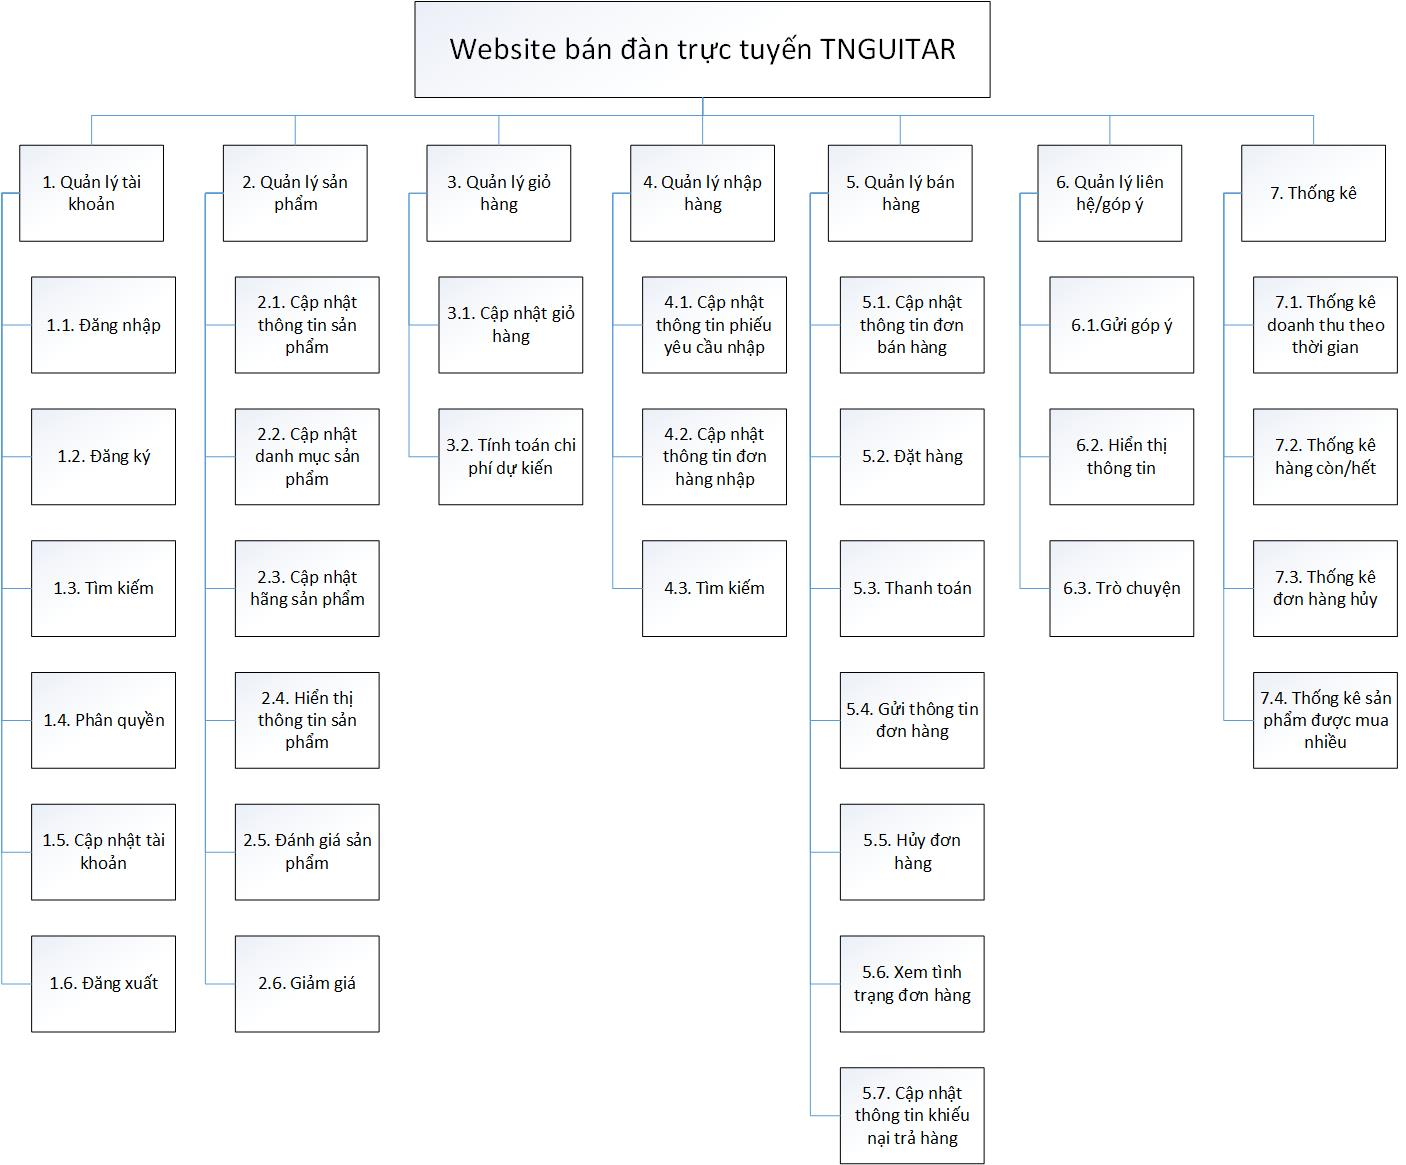 Website bán đàn trực tuyến TNGUITAR
1. Quản lý tài
khoản
2. Quản lý sản
phẩm
3. Quản lý giỏ
hàng
4. Quản lý nhập
hàng
5. Quản lý bán
hàng
6. Quản lý liên
hệ/góp ý
7. Thống kê
1.1. Đăng nhập
1.2. Đăng ký
1.3. Tìm kiếm
1.4. Phân quyền
1.5. Cập nhật tài
khoản
1.6. Đăng xuất
2.1. Cập nhật
thông tin sản
phẩm
2.2. Cập nhật
danh mục sản
phẩm
2.3. Cập nhật
hãng sản phẩm
2.4. Hiển thị
thông tin sản
phẩm
2.5. Đánh giá sản
phẩm
2.6. Giảm giá
3.1. Cập nhật giỏ
hàng
3.2. Tính toán chi
phí dự kiến
4.1. Cập nhật
thông tin phiếu
yêu cầu nhập
4.2. Cập nhật
thông tin đơn
hàng nhập
4.3. Tìm kiếm
5.1. Cập nhật
thông tin đơn
bán hàng
5.2. Đặt hàng
5.3. Thanh toán
5.4. Gửi thông tin
đơn hàng
5.5. Hủy đơn
hàng
5.6. Xem tình
trạng đơn hàng
5.7. Cập nhật
thông tin khiếu
nại trả hàng
6.1.Gửi góp ý
6.2. Hiển thị
thông tin
6.3. Trò chuyện
7.1. Thống kê
doanh thu theo
thời gian
7.2. Thống kê
hàng còn/hết
7.3. Thống kê
đơn hàng hủy
7.4. Thống kê sản
phẩm được mua
nhiều